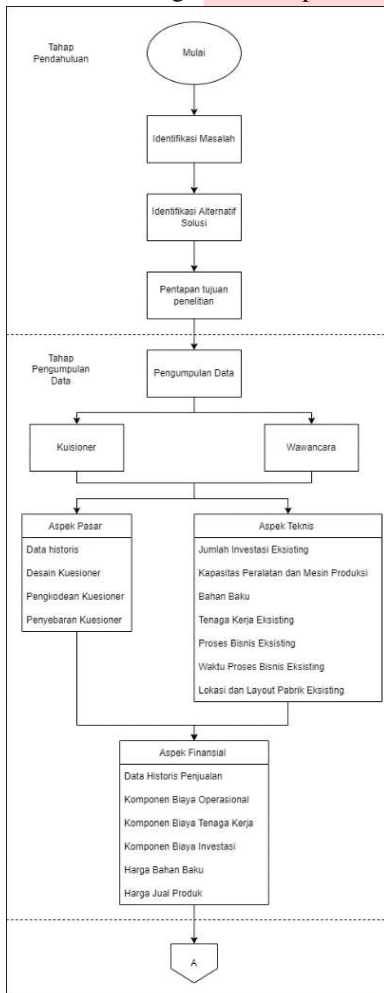 Tahap
Pendahuluan
Mulai
Identifikasi Masalah
Identifikasi Alternatif
Solusi
Pentapan tujuan
penelitian
Tahap
Pengumpulan
Data
Pengumpulan Data
Kuisioner
Wawancara
Aspek Pasar
Data historis
Desain Kuesioner
Pengkodean Kuesioner
Penyebaran Kuesioner
Aspek Teknis
Jumlah Investasi Eksisting
Kapasitas Peralatan dan Mesin Produksi
Bahan Baku
Tenaga Kerja Eksisting
Proses Bisnis Eksisting
Waktu Proses Bisnis Eksisting
Lokasi dan Layout Pabrik Eksisting
Aspek Finansial
Data Historis Penjualan
Komponen Biaya Operasional
Komponen Biaya Tenaga Kerja
Komponen Biaya Investasi
Harga Bahan Baku
Harga Jual Produk
A